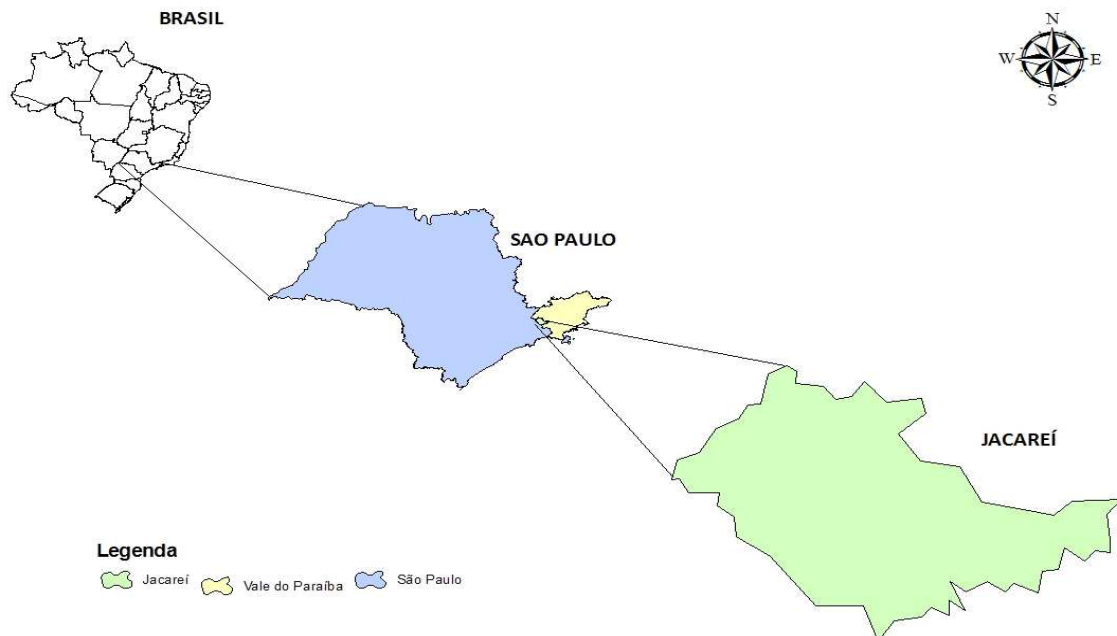 BRASIL
N
W E
S
SAO PAULO
JACAREÍ
Legenda
Jacareí Vale do Paraíba São Paulo